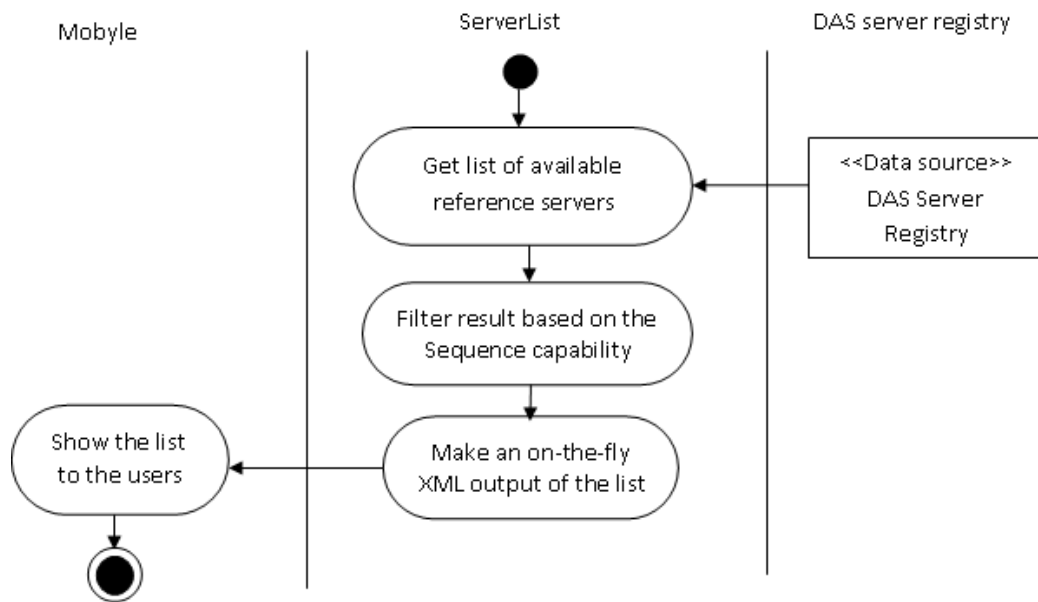 Mobyle
ServerList
DAS server registry
Get list of available
reference servers
<<Data source>>
DAS Server
Registry
Filter result based on the
Sequence capability
Make an on-the-fly
XML output of the list
Show the list
to the users